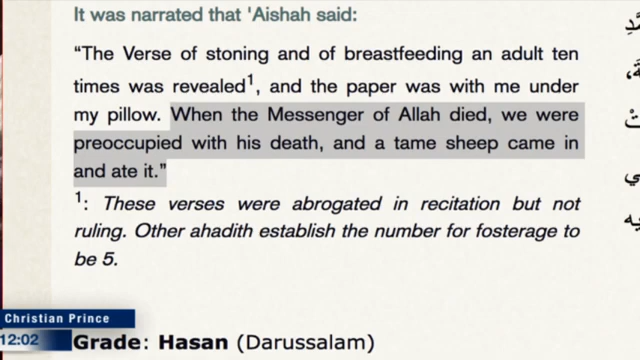 It was narrated that 'Aishah said:
“The Verse of stoning and of breastfeeding an adult ten
times was revealed1, and the paper was with me under
my pillow. When the Messenger of Allah died, we were
preoccupied with his death, and a tame sheep came in
and ate it.”
1: These verses were abrogated in recitation but not
ruling. Other ahadith establish the number for fosterage to
be 5.
Grade: Hasan (Darussalam)
Christian Prince
12:02